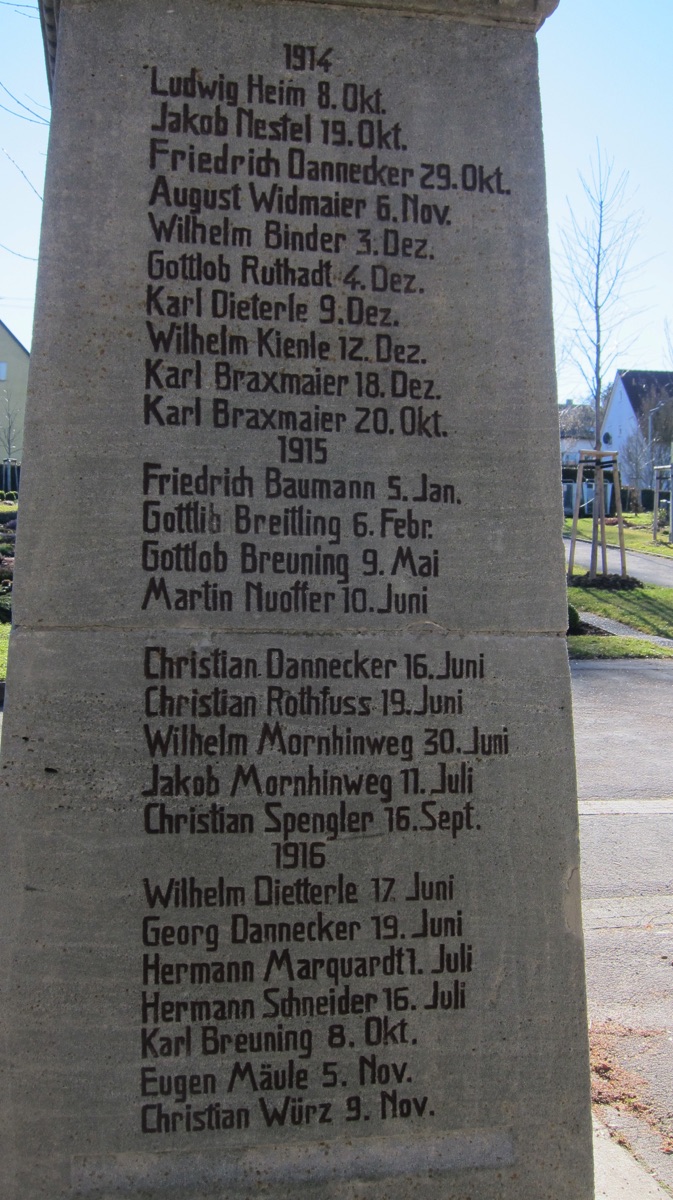 1914
Ludwig Heim 8. Okt.
Jakob Nestel 19. Okt.
Friedrich Dannecker 29. Okt.
August Widmaier 6. Nov.
Wilhelm Binder 3. Dez.
Gottlob Ruthadt 4. Dez.
Karl Dieterle 9. Dez.
Wilhelm Kienle 12. Dez.
Karl Braxmaier 18. Dez.
Karl Braxmaier 20. Okt.
1915
Friedrich Baumann 5. Jan.
Gottlib Breitling 6. Febr.
Gottlob Breuning 9. Mai
Martin Nuoffer 10. Juni
Christian Dannecker 16. Juni
Christian Rothfuss 19. Juni
Wilhelm Mornhinweg 30. Juni
Jakob Mornhinweg 11. Juli
Christian Spengler 16. Sept.
1916
Wilhelm Dietterle 17. Juni
Georg Dannecker 19. Juni
Hermann Marquardt 1. Juli
Hermann Schneider 16. Juli
Karl Breuning 8. Okt.
Eugen Mäule 5. Nov.
Christian Würz 9. Nov.